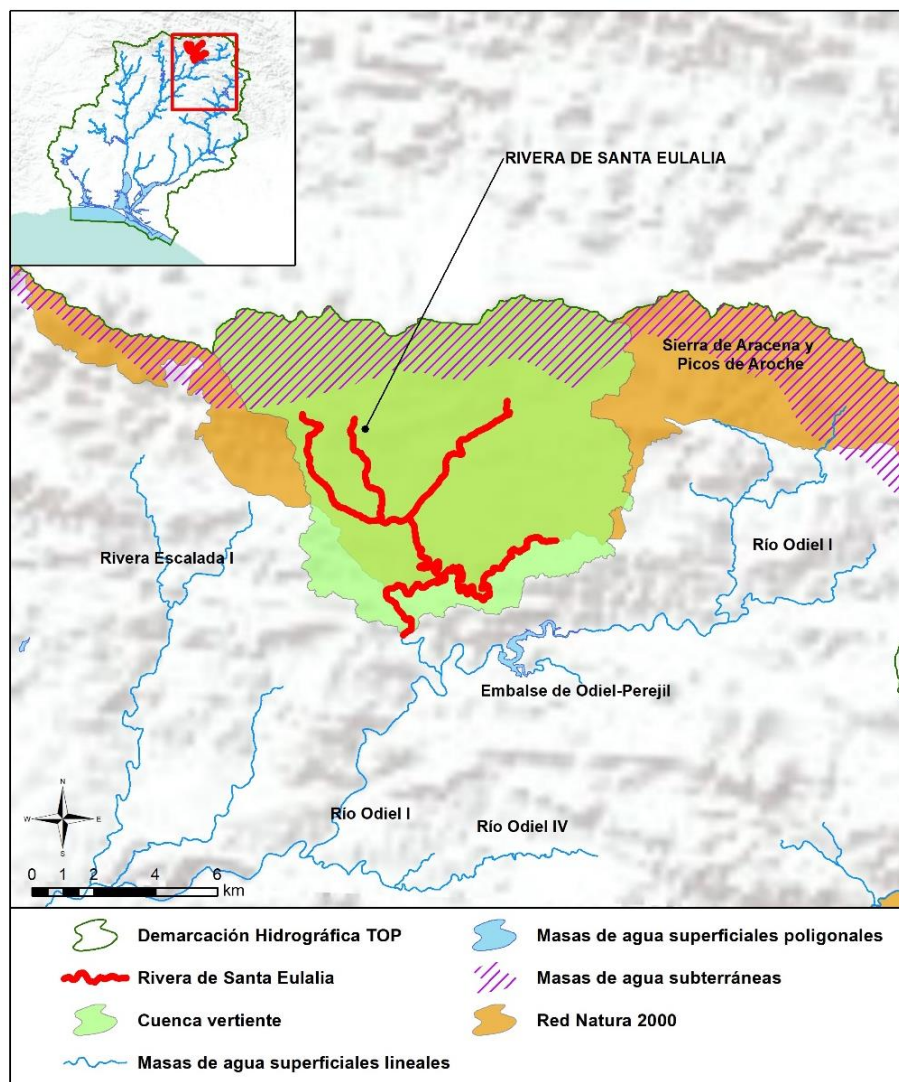 RIVERA DE SANTA EULALIA
Sierra de Aracena y
Picos de Aroche
Rivera Escalada I
Río Odiel I
Embalse de Odiel-Perejil
Río Odiel I
Río Odiel IV
N
W E
S
0 1 2 4 6
km
Demarcación Hidrográfica TOP
Rivera de Santa Eulalia
Cuenca vertiente
Masas de agua superficiales lineales
Masas de agua superficiales poligonales
Masas de agua subterráneas
Red Natura 2000